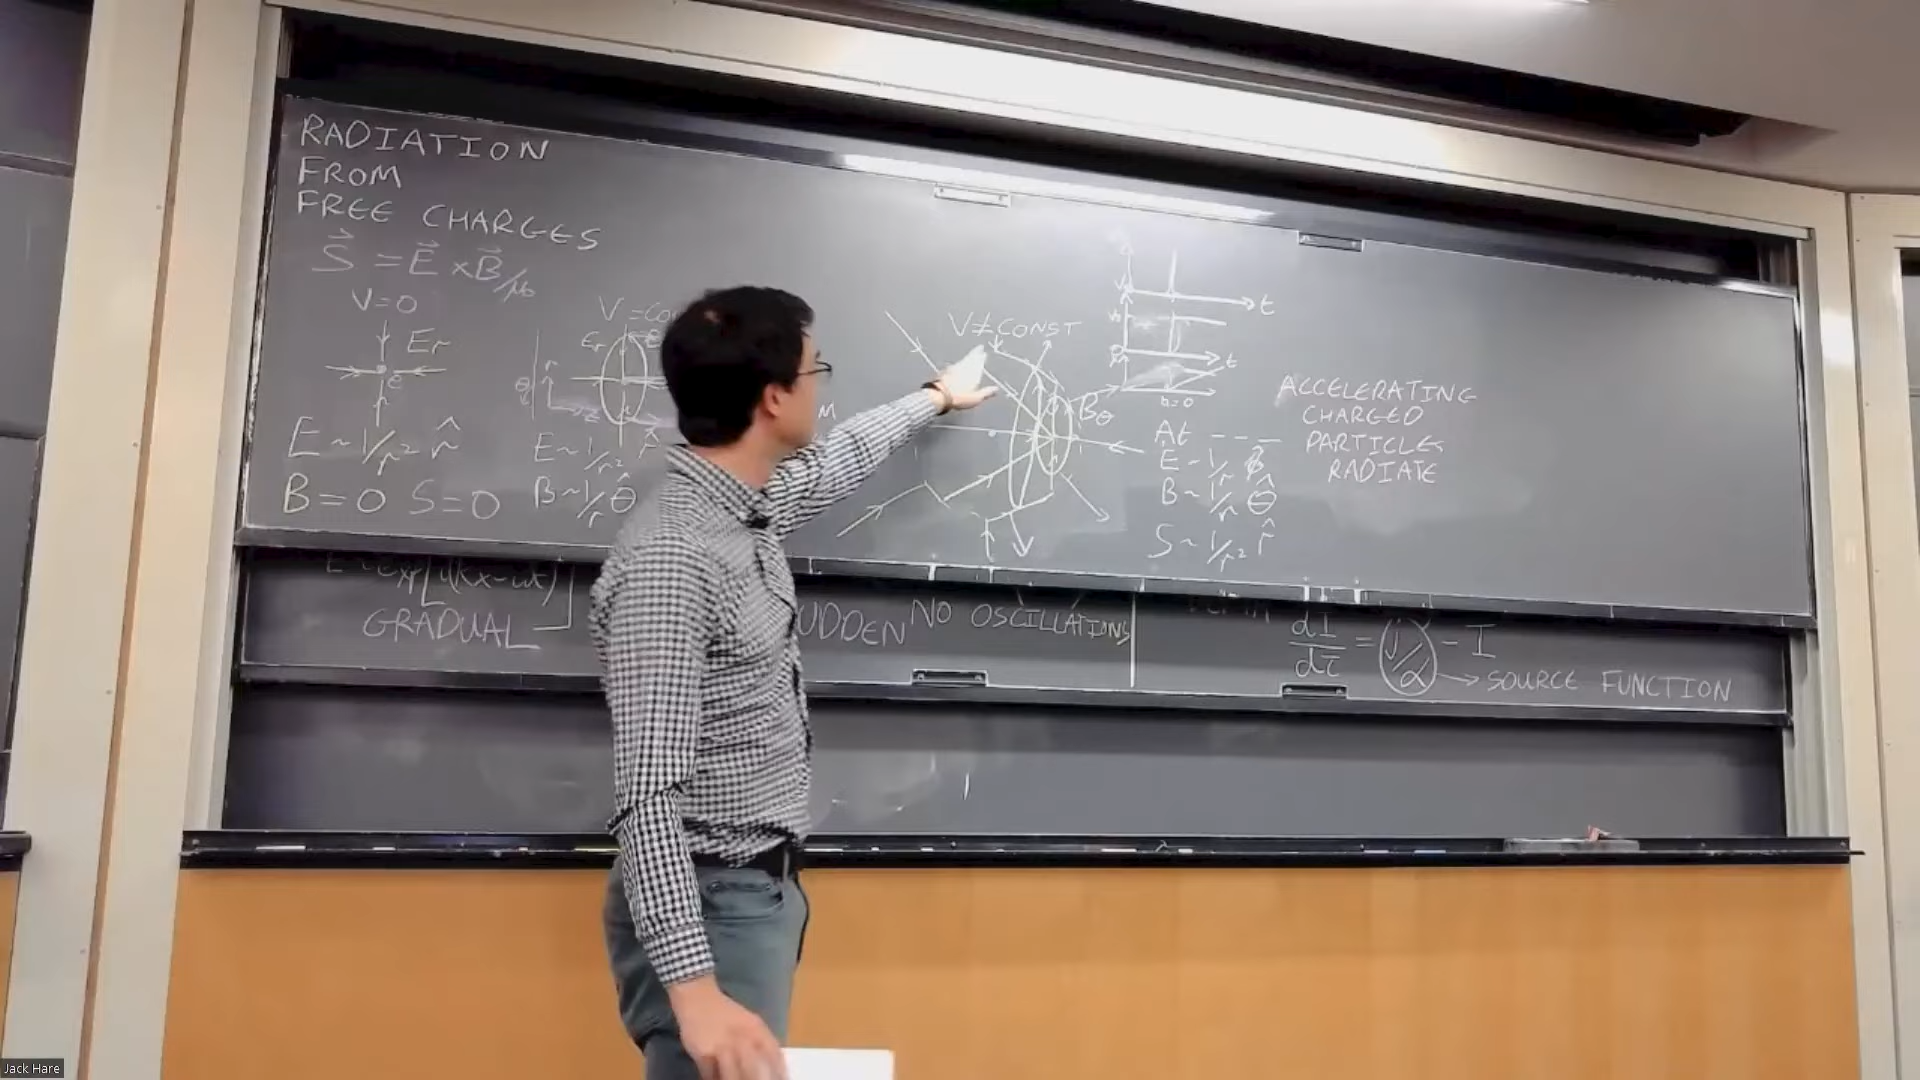 RADIATION
FROM
FREE CHARGES
S = E × B/μ₀
V=0
Er
e
E ~ 1/r² r̂
B = 0 S = 0
V = CO
Er
r
θ
z
E ~ 1/r² r̂
B ~ 1/r θ̂
M
V ≠ CONST
Bθ
t
t
At ---
E ~ 1/r
B ~ 1/r θ̂
S ~ 1/r² r̂
ACCELERATING
CHARGED
PARTICLES
RADIATE
E ~ exp[i(kx-ωt)]
GRADUAL
UDDEN
NO OSCILLATIONS
dI/dτ = j/α - I
→ SOURCE FUNCTION
Jack Hare